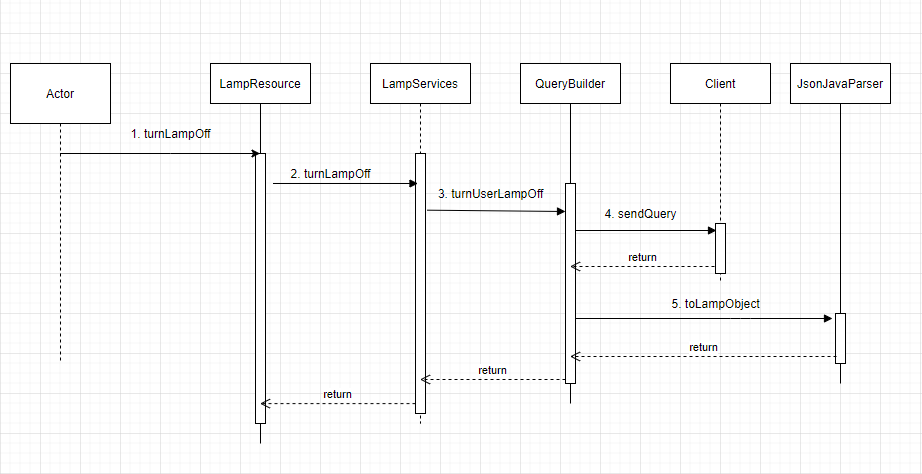 Actor
LampResource
LampServices
QueryBuilder
Client
JsonJavaParser
1. turnLampOff
2. turnLampOff
3. turnUserLampOff
4. sendQuery
return
5. toLampObject
return
return
return